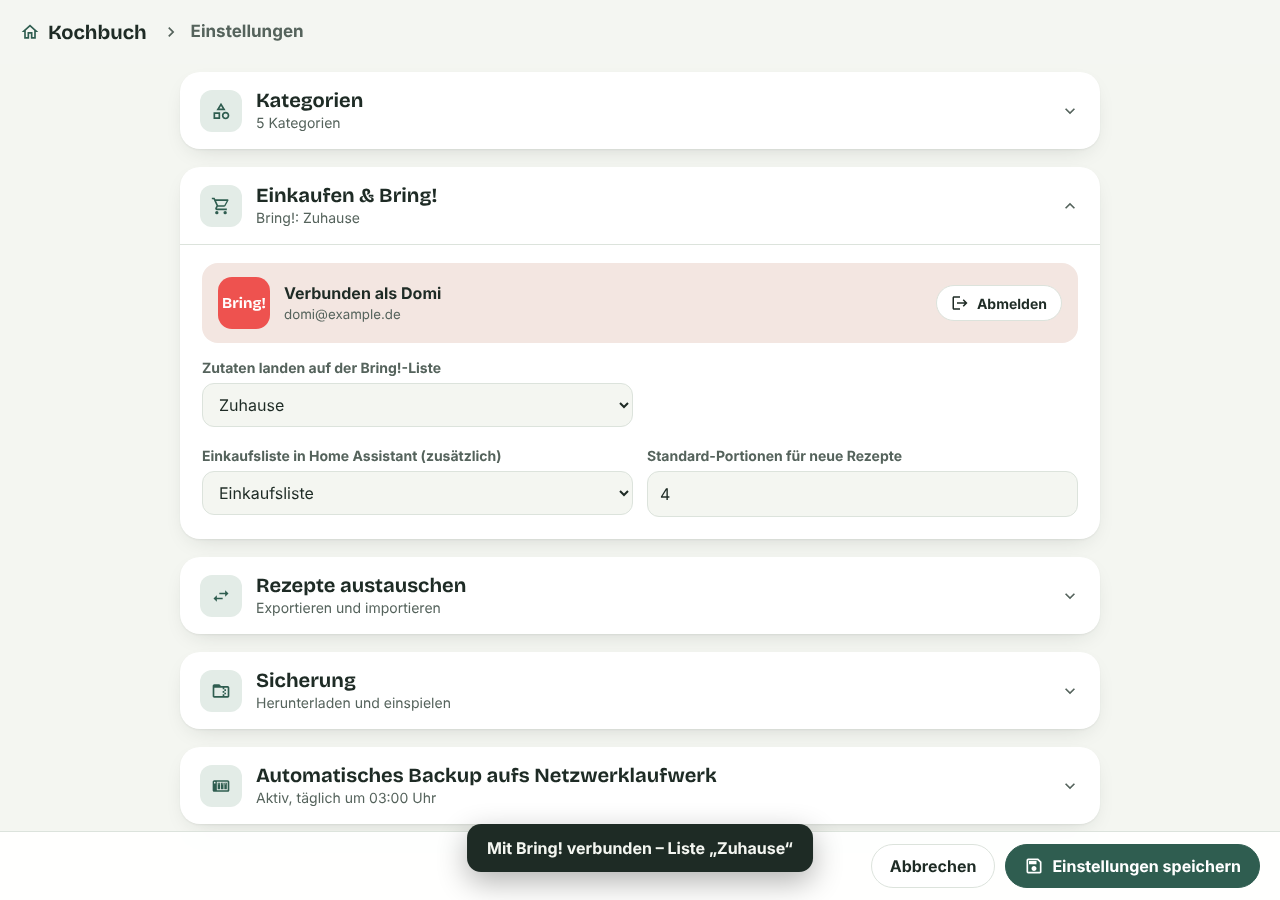 Kochbuch
Einstellungen
Kategorien
5 Kategorien
Einkaufen & Bring!
Bring!: Zuhause
Bring!
Verbunden als Domi
domi@example.de
Abmelden
Zutaten landen auf der Bring!-Liste
Zuhause
Einkaufsliste in Home Assistant (zusätzlich)
Einkaufsliste
Standard-Portionen für neue Rezepte
4
Rezepte austauschen
Exportieren und importieren
Sicherung
Herunterladen und einspielen
Automatisches Backup aufs Netzwerklaufwerk
Aktiv, täglich um 03:00 Uhr
Mit Bring! verbunden – Liste „Zuhause“
Abbrechen
Einstellungen speichern